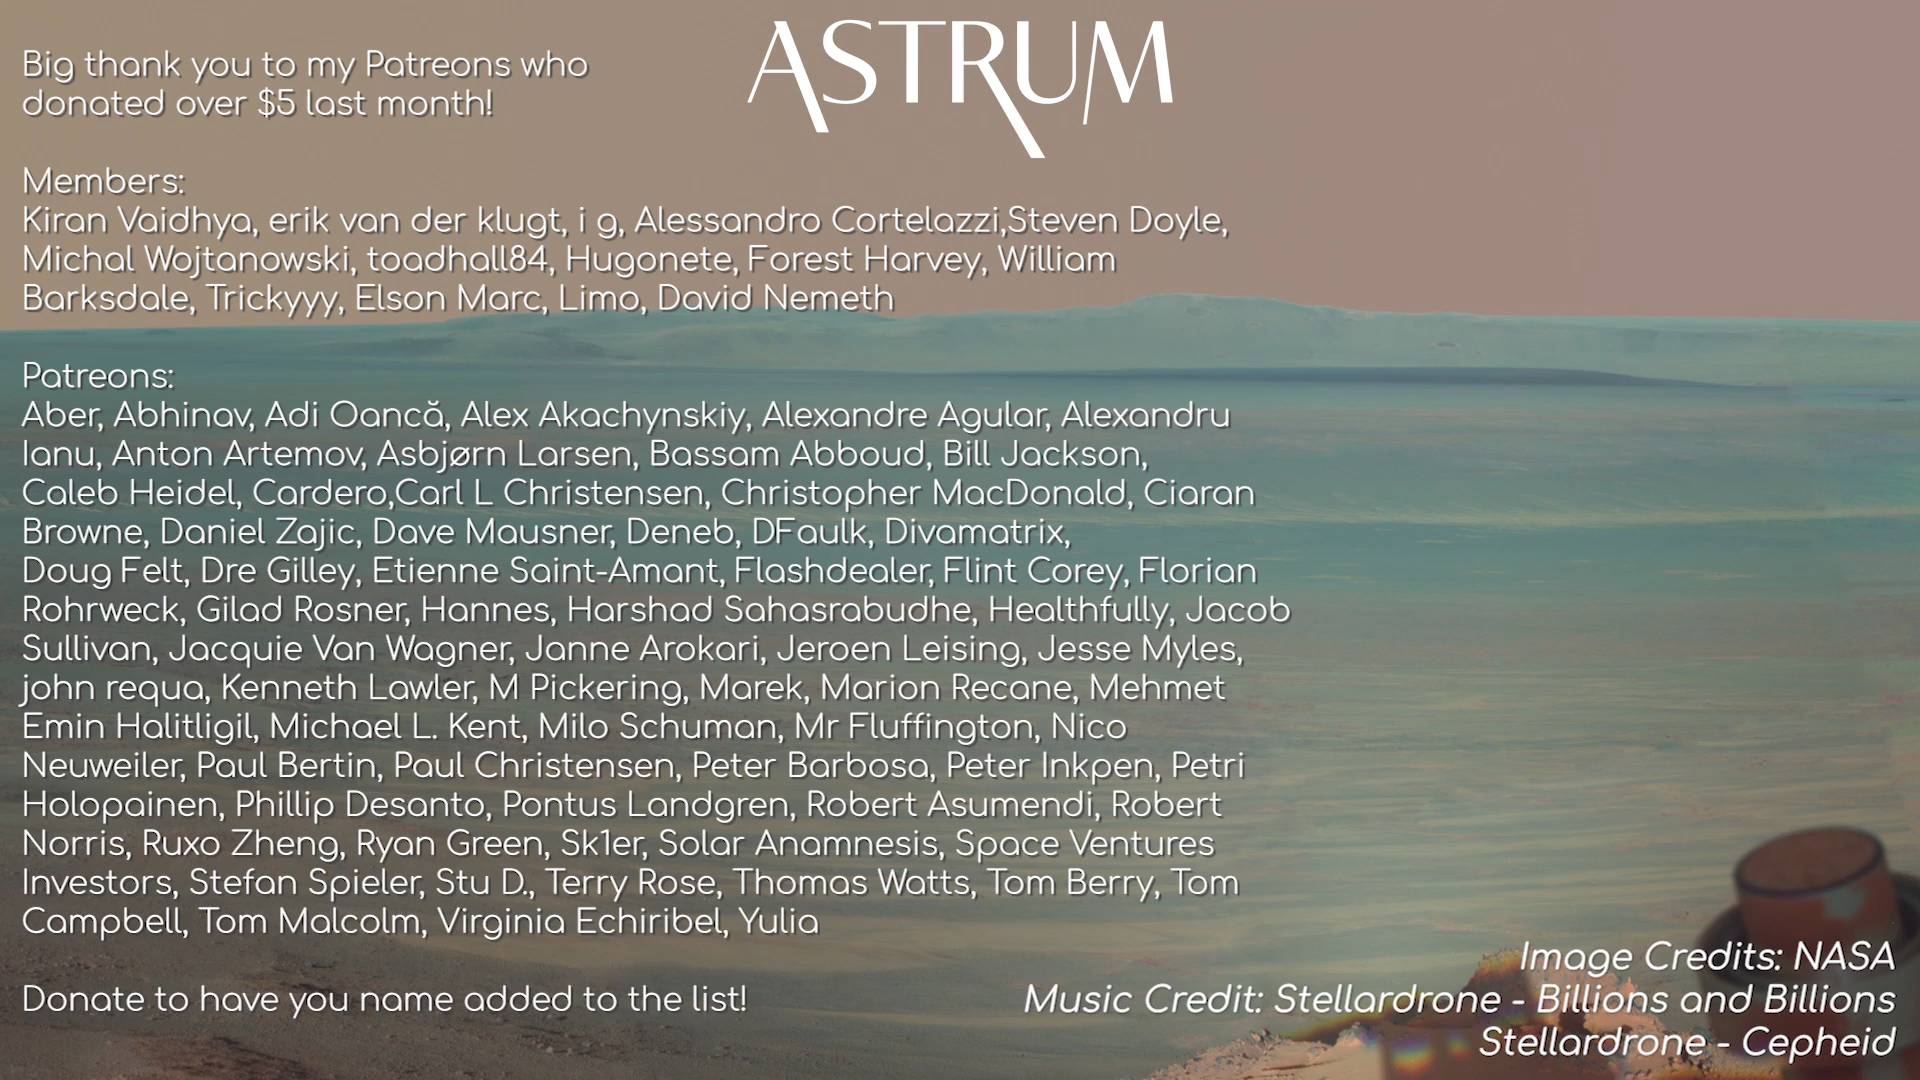 ASTRUM
Big thank you to my Patreons who
donated over $5 last month!
Members:
Kiran Vaidhya, erik van der klugt, i g, Alessandro Cortelazzi,Steven Doyle,
Michal Wojtanowski, toadhall84, Hugonete, Forest Harvey, William
Barksdale, Trickyyy, Elson Marc, Limo, David Nemeth
Patreons:
Aber, Abhinav, Adi Oancă, Alex Akachynskiy, Alexandre Agular, Alexandru
Ianu, Anton Artemov, Asbjørn Larsen, Bassam Abboud, Bill Jackson,
Caleb Heidel, Cardero,Carl L Christensen, Christopher MacDonald, Ciaran
Browne, Daniel Zajic, Dave Mausner, Deneb, DFaulk, Divamatrix,
Doug Felt, Dre Gilley, Etienne Saint-Amant, Flashdealer, Flint Corey, Florian
Rohrweck, Gilad Rosner, Hannes, Harshad Sahasrabudhe, Healthfully, Jacob
Sullivan, Jacquie Van Wagner, Janne Arokari, Jeroen Leising, Jesse Myles,
john requa, Kenneth Lawler, M Pickering, Marek, Marion Recane, Mehmet
Emin Halitligil, Michael L. Kent, Milo Schuman, Mr Fluffington, Nico
Neuweiler, Paul Bertin, Paul Christensen, Peter Barbosa, Peter Inkpen, Petri
Holopainen, Phillip Desanto, Pontus Landgren, Robert Asumendi, Robert
Norris, Ruxo Zheng, Ryan Green, Sk1er, Solar Anamnesis, Space Ventures
Investors, Stefan Spieler, Stu D., Terry Rose, Thomas Watts, Tom Berry, Tom
Campbell, Tom Malcolm, Virginia Echiribel, Yulia
Donate to have you name added to the list!
Image Credits: NASA
Music Credit: Stellardrone - Billions and Billions
Stellardrone - Cepheid